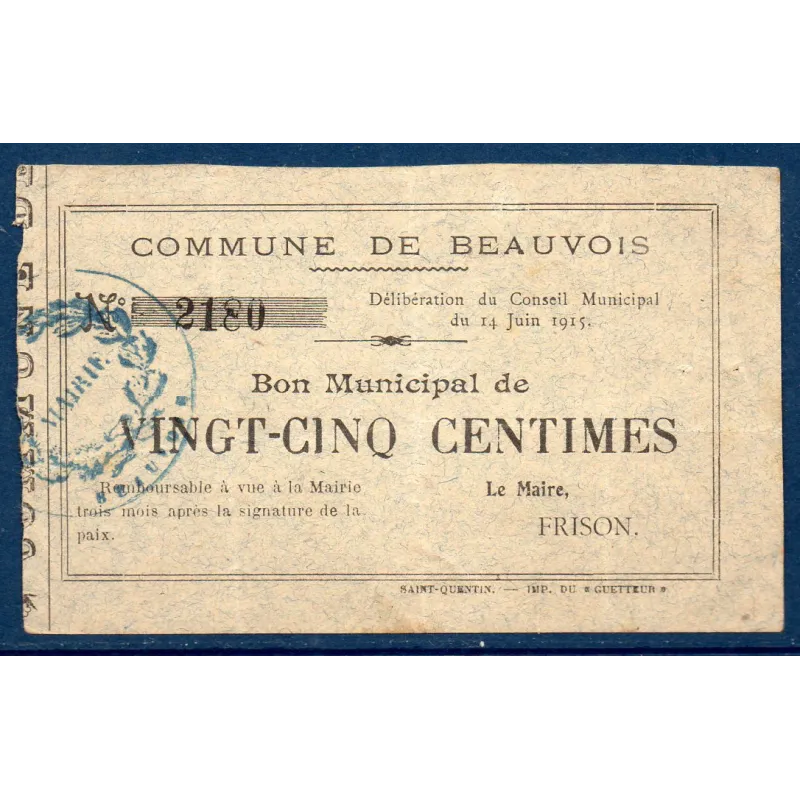 COMMUNE DE BEAUVOIS
N° 2180
Délibération du Conseil Municipal
du 14 Juin 1915.
Bon Municipal de
VINGT-CINQ CENTIMES
Remboursable à vue à la Mairie
trois mois après la signature de la
paix.
Le Maire,
FRISON.
SAINT-QUENTIN. — IMP. DU « GUETTEUR »
MAIRIE